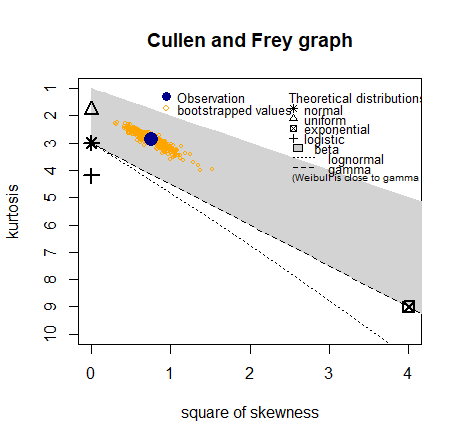 Cullen and Frey graph
Observation
bootstrapped values
Theoretical distributions
normal
uniform
exponential
logistic
beta
lognormal
gamma
(Weibull is close to gamma
kurtosis
1
2
3
4
5
6
7
8
9
10
0
1
2
3
4
square of skewness